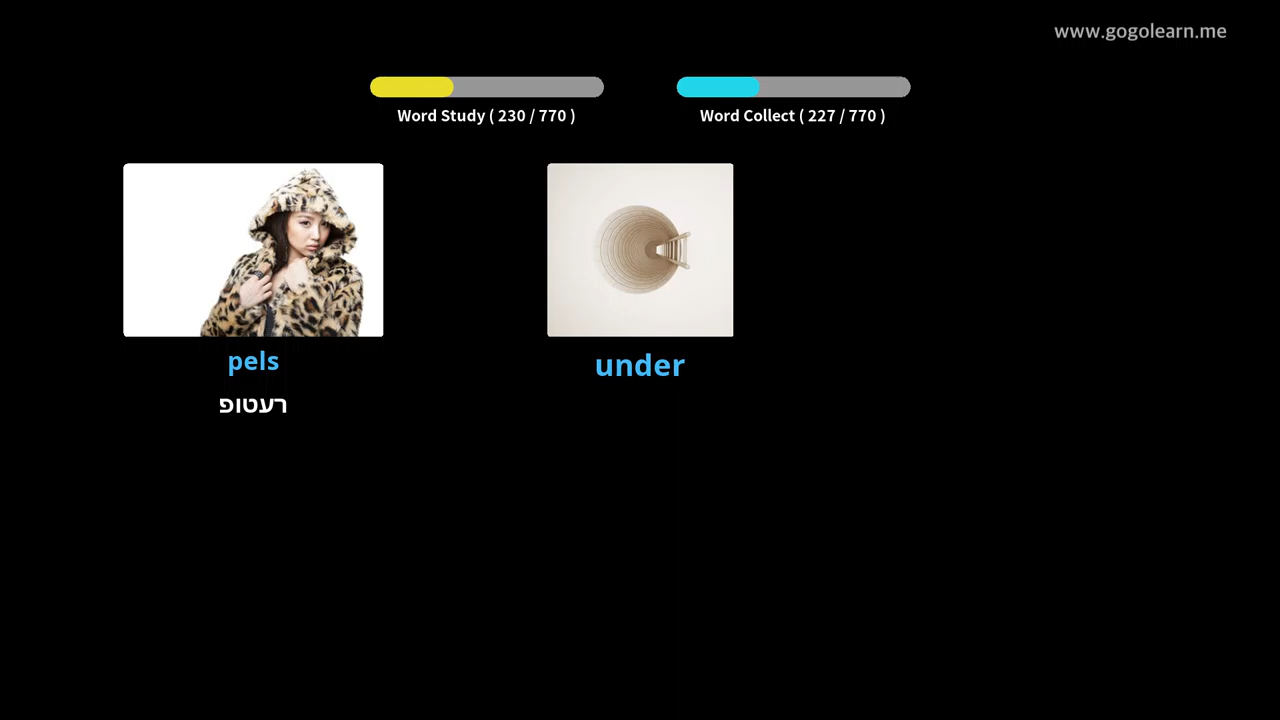 www.gogolearn.me
Word Study ( 230 / 770 )
Word Collect ( 227 / 770 )
pels
רעטופ
under